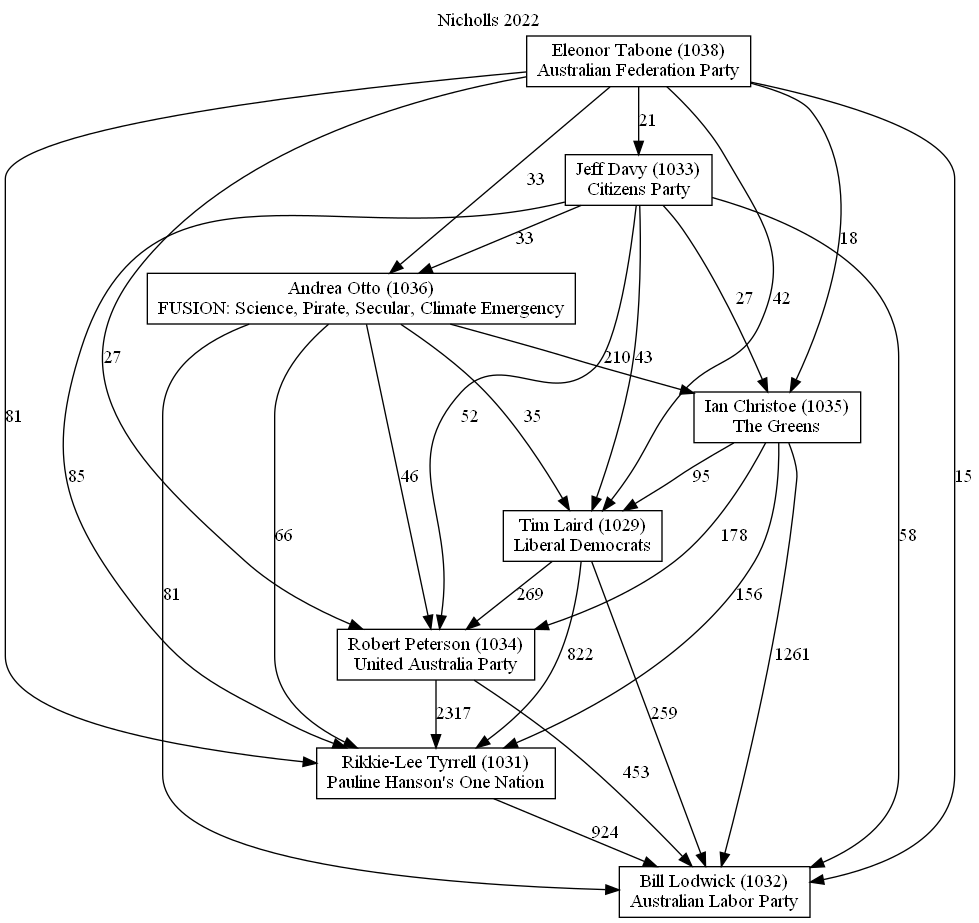 Nicholls 2022
Eleonor Tabone (1038)
Australian Federation Party
21
Jeff Davy (1033)
Citizens Party
33
33
18
Andrea Otto (1036)
FUSION: Science, Pirate, Secular, Climate Emergency
27
42
27
210
43
Ian Christoe (1035)
The Greens
81
52
35
85
46
95
Tim Laird (1029)
Liberal Democrats
15
66
178
58
81
269
156
Robert Peterson (1034)
United Australia Party
822
1261
2317
259
Rikkie-Lee Tyrrell (1031)
Pauline Hanson's One Nation
453
924
Bill Lodwick (1032)
Australian Labor Party